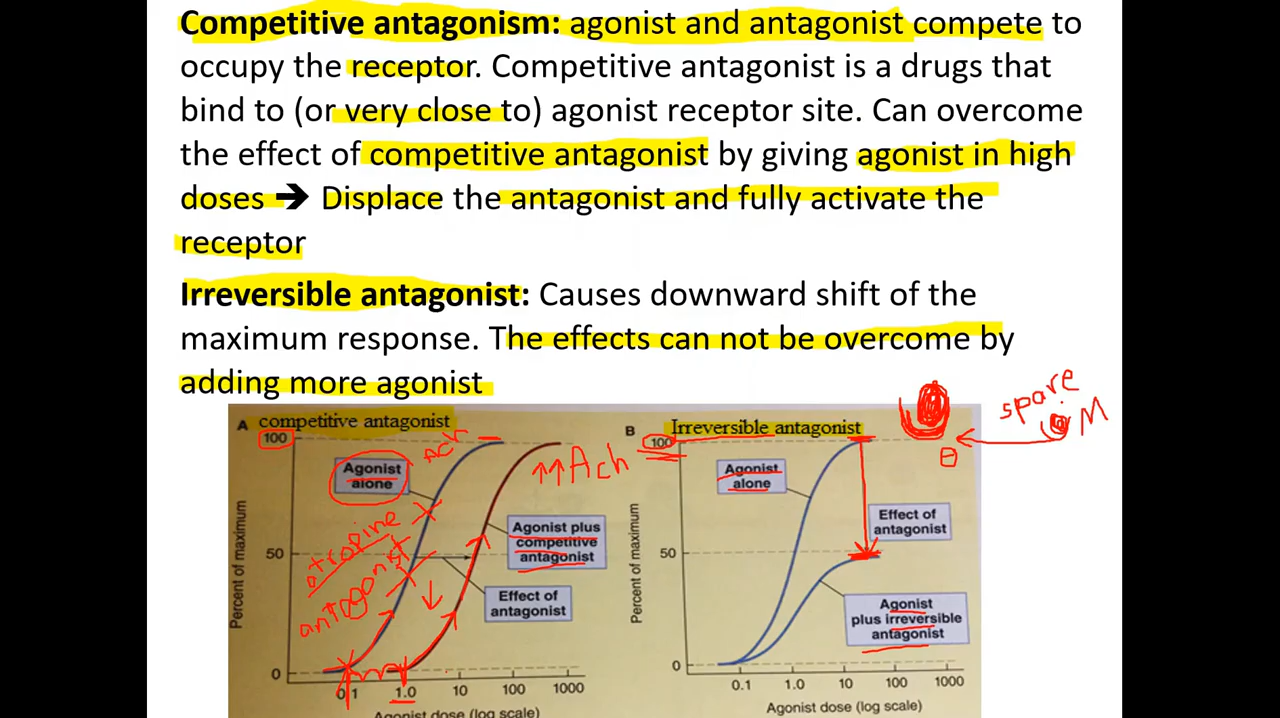 Competitive antagonism: agonist and antagonist compete to
occupy the receptor. Competitive antagonist is a drugs that
bind to (or very close to) agonist receptor site. Can overcome
the effect of competitive antagonist by giving agonist in high
doses → Displace the antagonist and fully activate the
receptor
Irreversible antagonist: Causes downward shift of the
maximum response. The effects can not be overcome by
adding more agonist
A competitive antagonist
100
50
0
Percent of maximum
Agonist
alone
Ach
↑↑ Ach
atropine
antagonist
Agonist plus
competitive
antagonist
Effect of
antagonist
0.1 1.0 10 100 1000
Agonist dose (log scale)
B Irreversible antagonist
100
50
0
Percent of maximum
Agonist
alone
Effect of
antagonist
Agonist
plus irreversible
antagonist
0.1 1.0 10 100 1000
Agonist dose (log scale)
spare
M